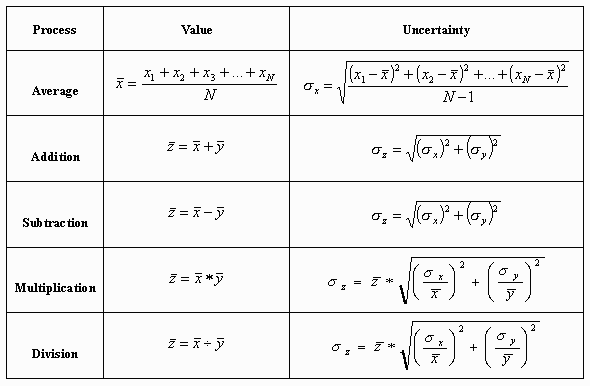 Process Value Uncertainty
Average x̄ = (x₁ + x₂ + x₃ + ... + x_N) / N σₓ = √(((x₁ − x̄)² + (x₂ − x̄)² + ... + (x_N − x̄)²) / (N − 1))
Addition z̄ = x̄ + ȳ σ_z = √((σ_x)² + (σ_y)²)
Subtraction z̄ = x̄ − ȳ σ_z = √((σ_x)² + (σ_y)²)
Multiplication z̄ = x̄ * ȳ σ_z = z̄ * √((σ_x / x̄)² + (σ_y / ȳ)²)
Division z̄ = x̄ ÷ ȳ σ_z = z̄ * √((σ_x / x̄)² + (σ_y / ȳ)²)